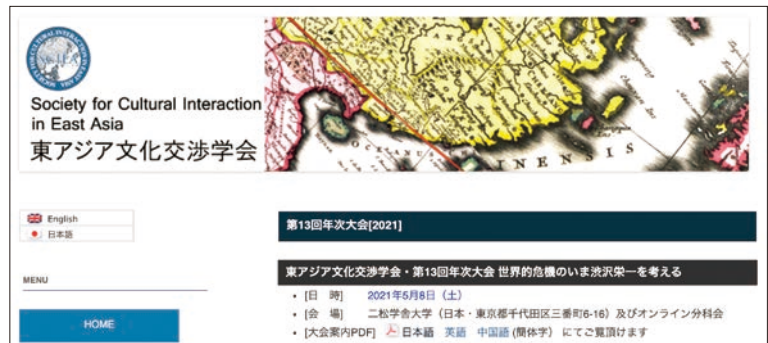 Society for Cultural Interaction
in East Asia
東アジア文化交渉学会
OCEANUS
INENSIS
English
日本語
MENU
HOME
第13回年次大会[2021]
東アジア文化交渉学会・第13回年次大会 世界的危機のいま渋沢栄一を考える
・[日　時]　2021年5月8日（土）
・[会　場]　二松学舎大学（日本・東京都千代田区三番町6-16）及びオンライン分科会
・[大会案内PDF] 日本語　英語　中国語 (簡体字）にてご覧頂けます